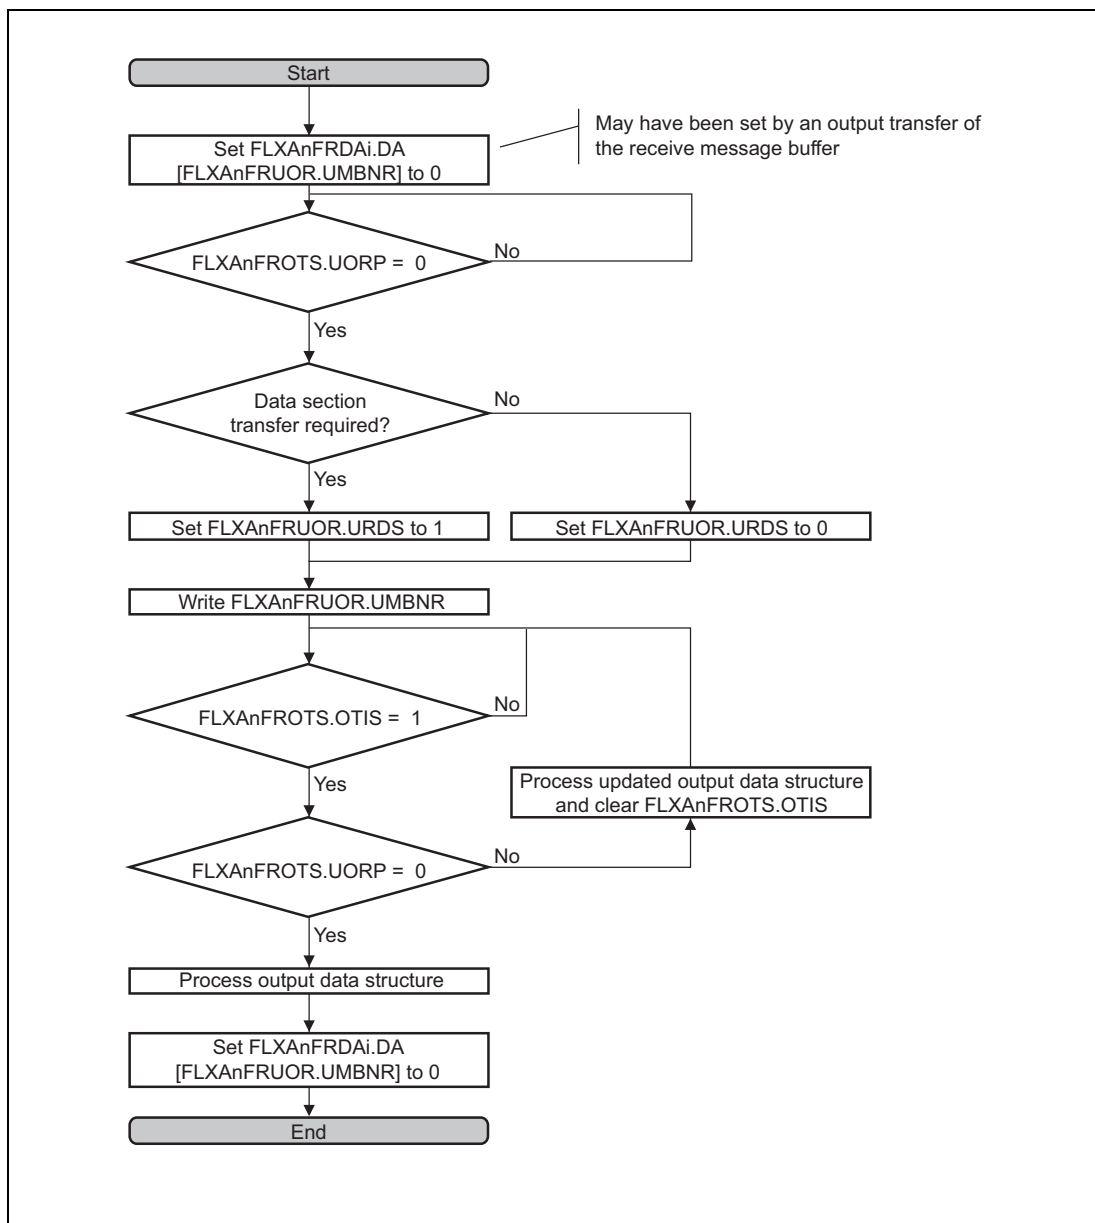 Start
Set FLXAnFRDAi.DA
[FLXAnFRUOR.UMBNR] to 0
May have been set by an output transfer of
the receive message buffer
FLXAnFROTS.UORP = 0
No
Yes
Data section
transfer required?
No
Yes
Set FLXAnFRUOR.URDS to 1
Set FLXAnFRUOR.URDS to 0
Write FLXAnFRUOR.UMBNR
FLXAnFROTS.OTIS = 1
No
Yes
Process updated output data structure
and clear FLXAnFROTS.OTIS
FLXAnFROTS.UORP = 0
No
Yes
Process output data structure
Set FLXAnFRDAi.DA
[FLXAnFRUOR.UMBNR] to 0
End